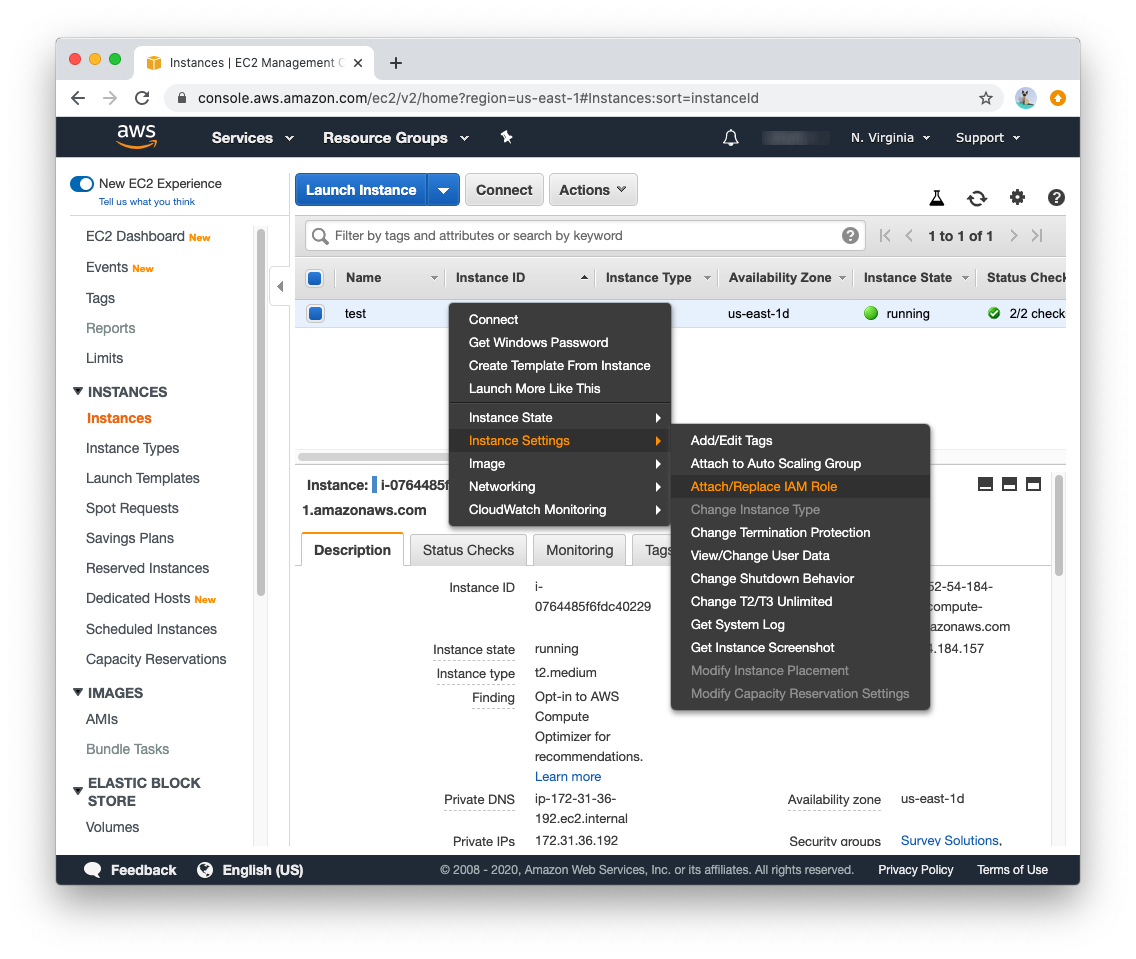 Instances | EC2 Management C
console.aws.amazon.com/ec2/v2/home?region=us-east-1#Instances:sort=instanceId
aws Services Resource Groups N. Virginia Support
New EC2 Experience
Tell us what you think
EC2 Dashboard New
Events New
Tags
Reports
Limits
INSTANCES
Instances
Instance Types
Launch Templates
Spot Requests
Savings Plans
Reserved Instances
Dedicated Hosts New
Scheduled Instances
Capacity Reservations
IMAGES
AMIs
Bundle Tasks
ELASTIC BLOCK
STORE
Volumes
Launch Instance Connect Actions
Filter by tags and attributes or search by keyword 1 to 1 of 1
Name Instance ID Instance Type Availability Zone Instance State Status Check
test us-east-1d running 2/2 check
Connect
Get Windows Password
Create Template From Instance
Launch More Like This
Instance State
Instance Settings
Image
Networking
CloudWatch Monitoring
Add/Edit Tags
Attach to Auto Scaling Group
Attach/Replace IAM Role
Change Instance Type
Change Termination Protection
View/Change User Data
Change Shutdown Behavior
Change T2/T3 Unlimited
Get System Log
Get Instance Screenshot
Modify Instance Placement
Modify Capacity Reservation Settings
Instance: i-0764485f
1.amazonaws.com
Description Status Checks Monitoring Tags
Instance ID i-
0764485f6fdc40229
Instance state running
Instance type t2.medium
Finding Opt-in to AWS
Compute
Optimizer for
recommendations.
Learn more
Private DNS ip-172-31-36-
192.ec2.internal
Private IPs 172.31.36.192
52-54-184-
compute-
azonaws.com
.184.157
Availability zone us-east-1d
Security groups Survey Solutions,
Feedback English (US) © 2008 - 2020, Amazon Web Services, Inc. or its affiliates. All rights reserved. Privacy Policy Terms of Use